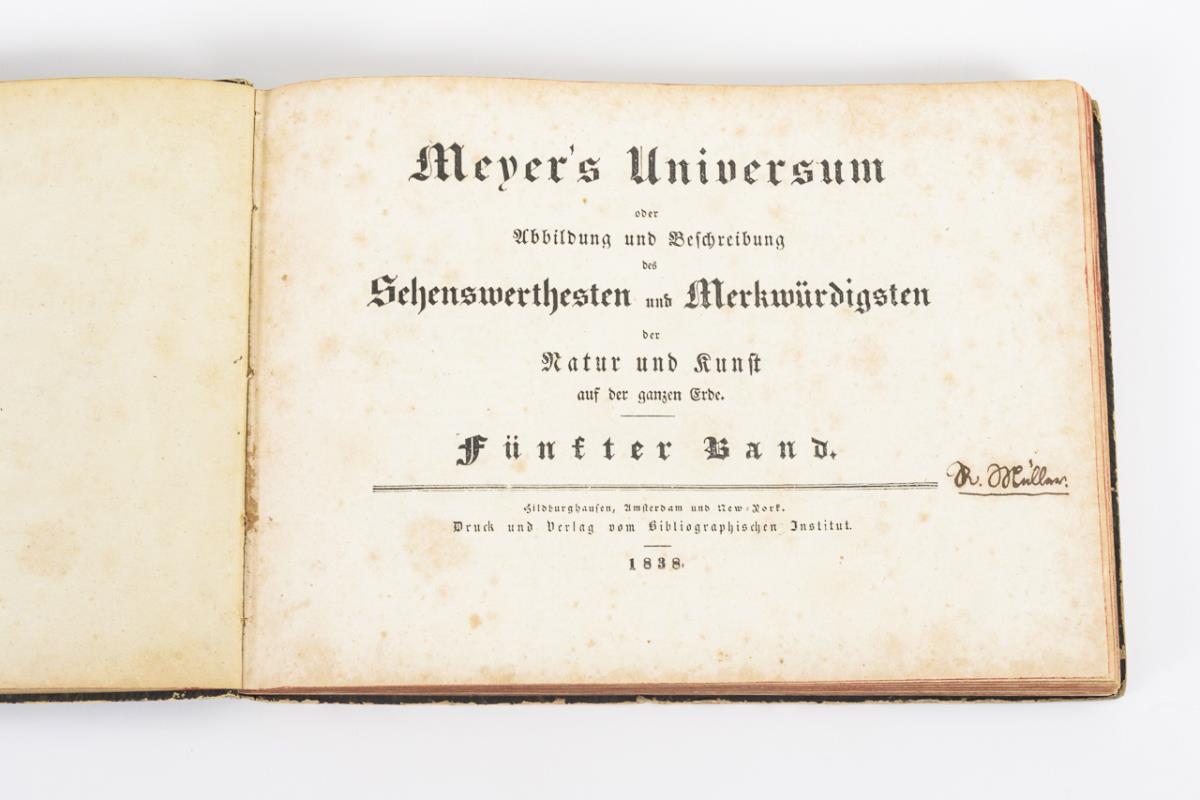 Meyer's Universum
oder
Abbildung und Beschreibung
des
Sehenswerthesten und Merkwürdigsten
der
Natur und Kunst
auf der ganzen Erde.
Fünfter Band.
R. Müller.
Hildburghausen, Amsterdam und New-York.
Druck und Verlag vom Bibliographischen Institut.
1838.